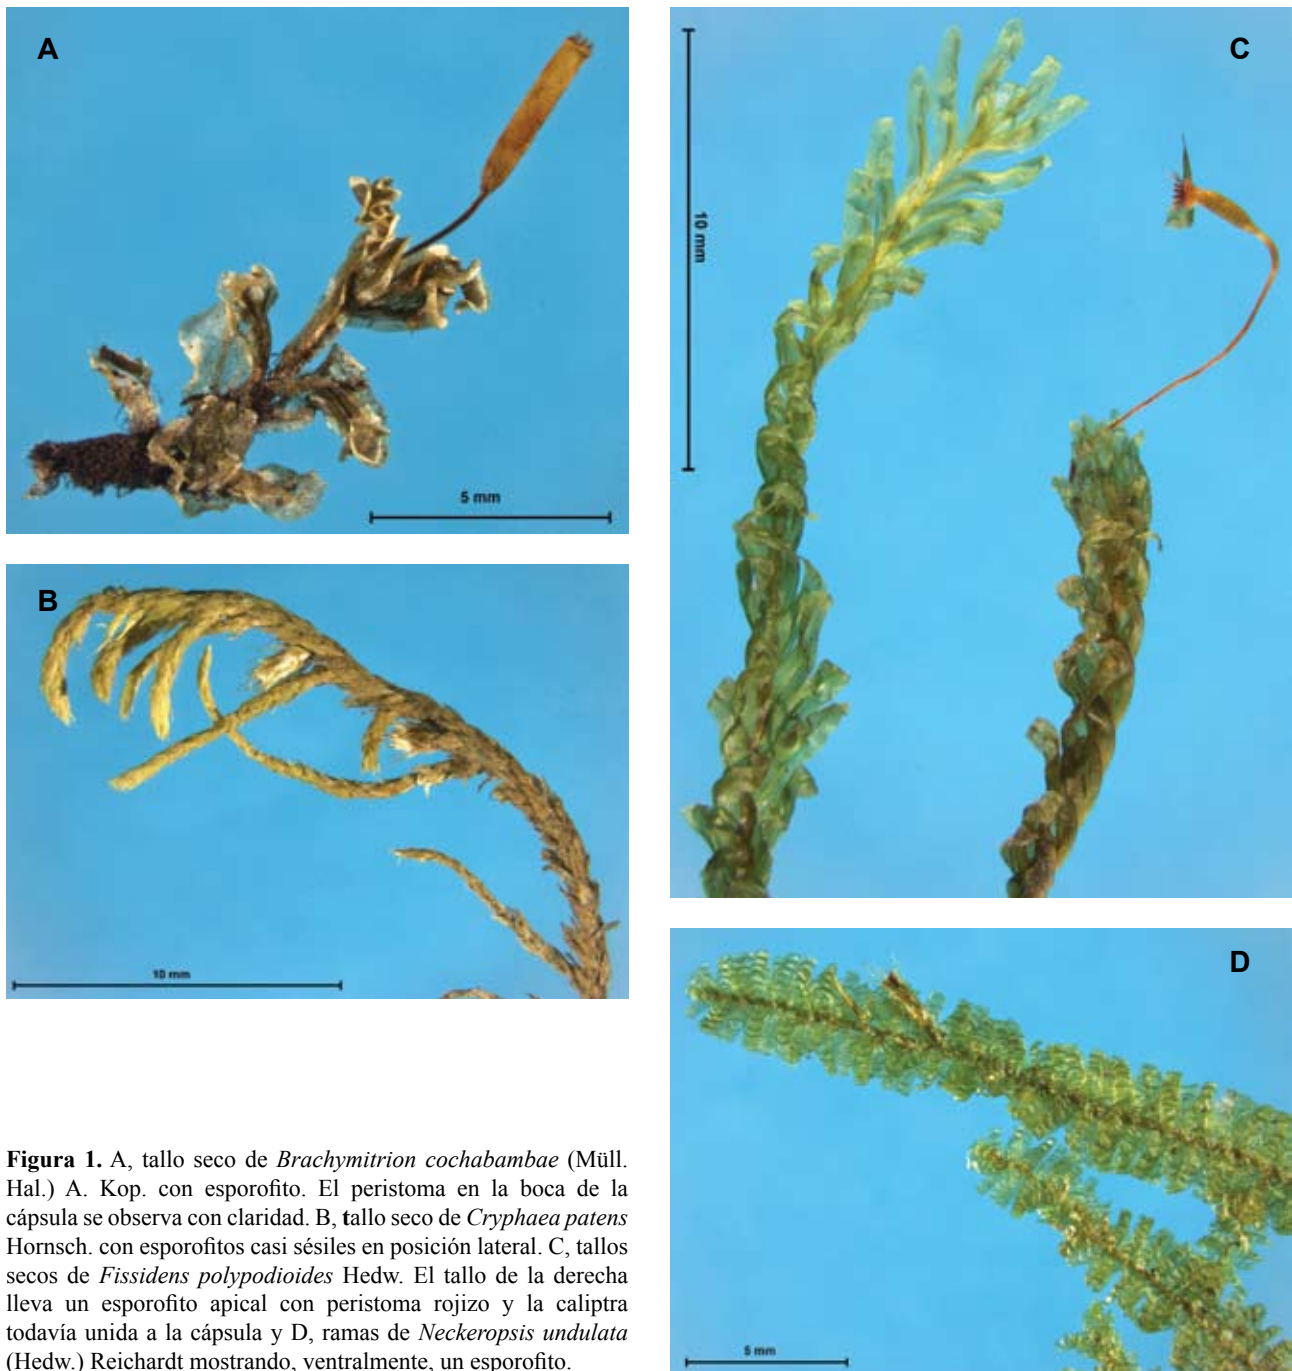 A
5 mm
B
10 mm
C
10 mm
D
5 mm
Figura 1. A, tallo seco de Brachymitrion cochabambae (Müll.
Hal.) A. Kop. con esporofito. El peristoma en la boca de la
cápsula se observa con claridad. B, tallo seco de Cryphaea patens
Hornsch. con esporofitos casi sésiles en posición lateral. C, tallos
secos de Fissidens polypodioides Hedw. El tallo de la derecha
lleva un esporofito apical con peristoma rojizo y la caliptra
todavía unida a la cápsula y D, ramas de Neckeropsis undulata
(Hedw.) Reichardt mostrando, ventralmente, un esporofito.